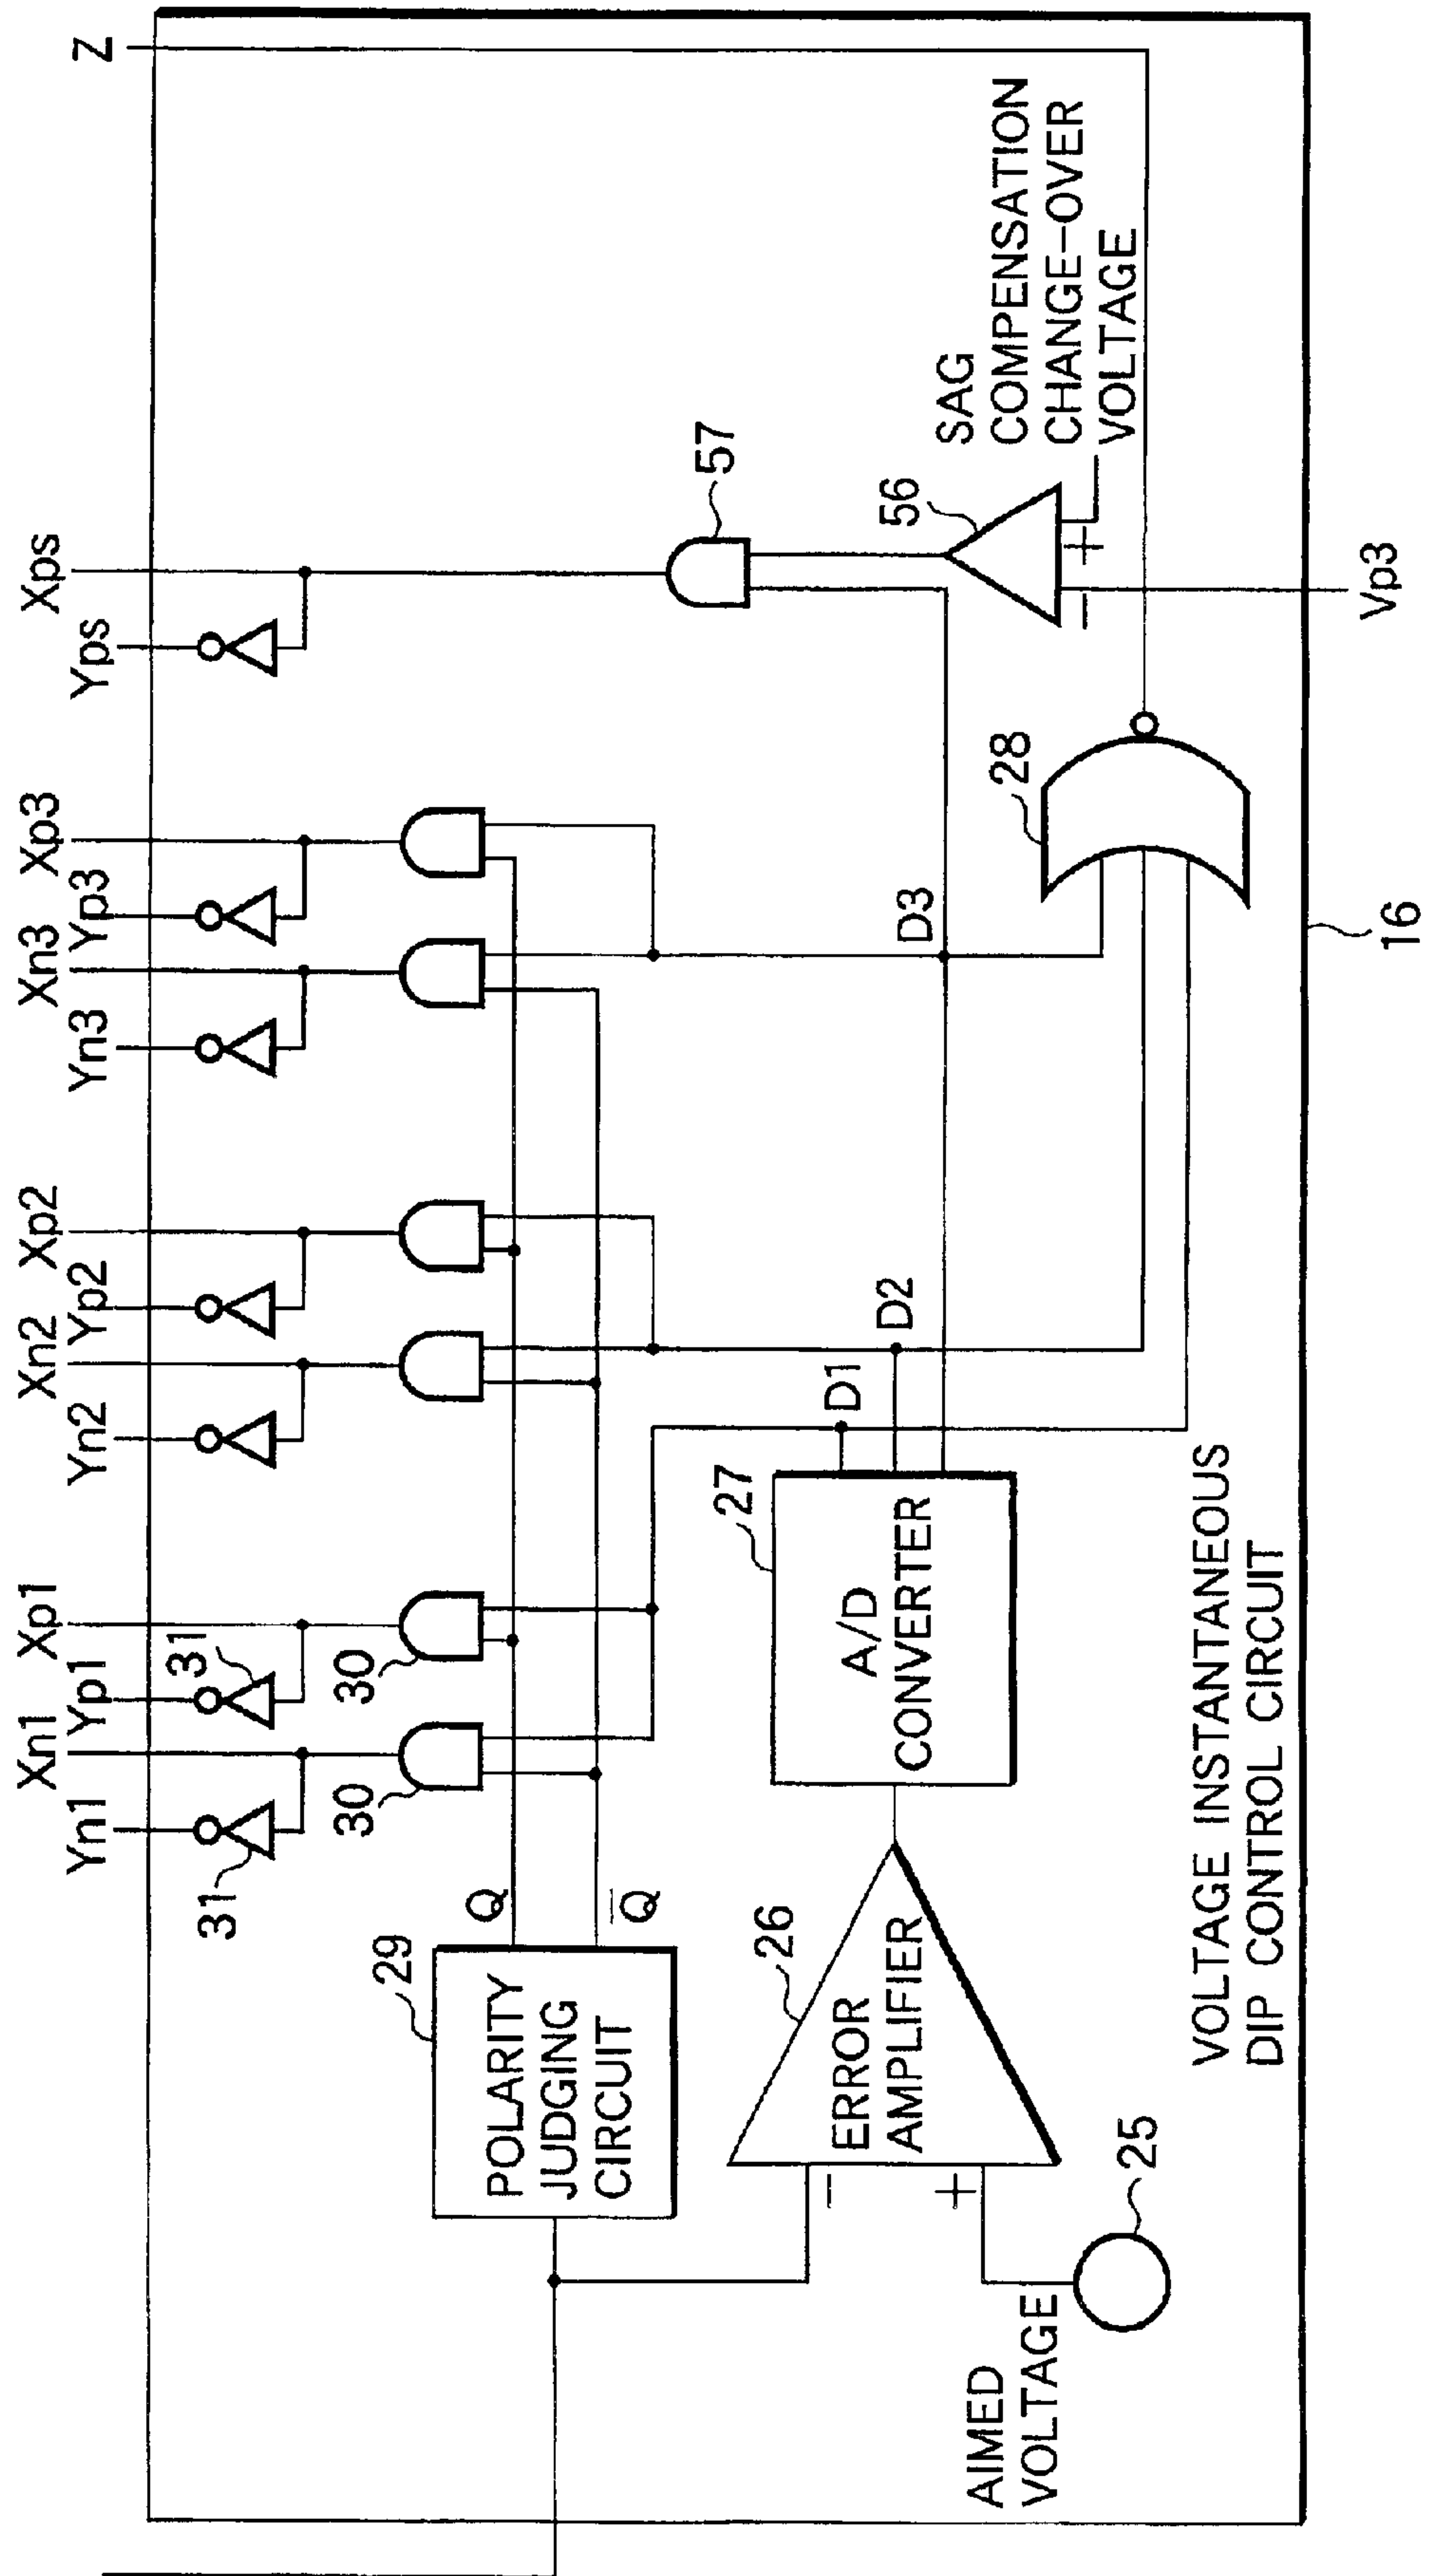 Yn1
Xn1
Yp1
Xp1
Yn2
Xn2
Yp2
Xp2
Yn3
Xn3
Yp3
Xp3
Yps
Xps
Z
31
31
30
30
29
POLARITY
JUDGING
CIRCUIT
Q
Q̅
57
26
ERROR
AMPLIFIER
−
+
27
A/D
CONVERTER
D1
D2
D3
56
−
+
SAG
COMPENSATION
CHANGE-OVER
VOLTAGE
28
AIMED
VOLTAGE
25
VOLTAGE INSTANTANEOUS
DIP CONTROL CIRCUIT
16
Vp3